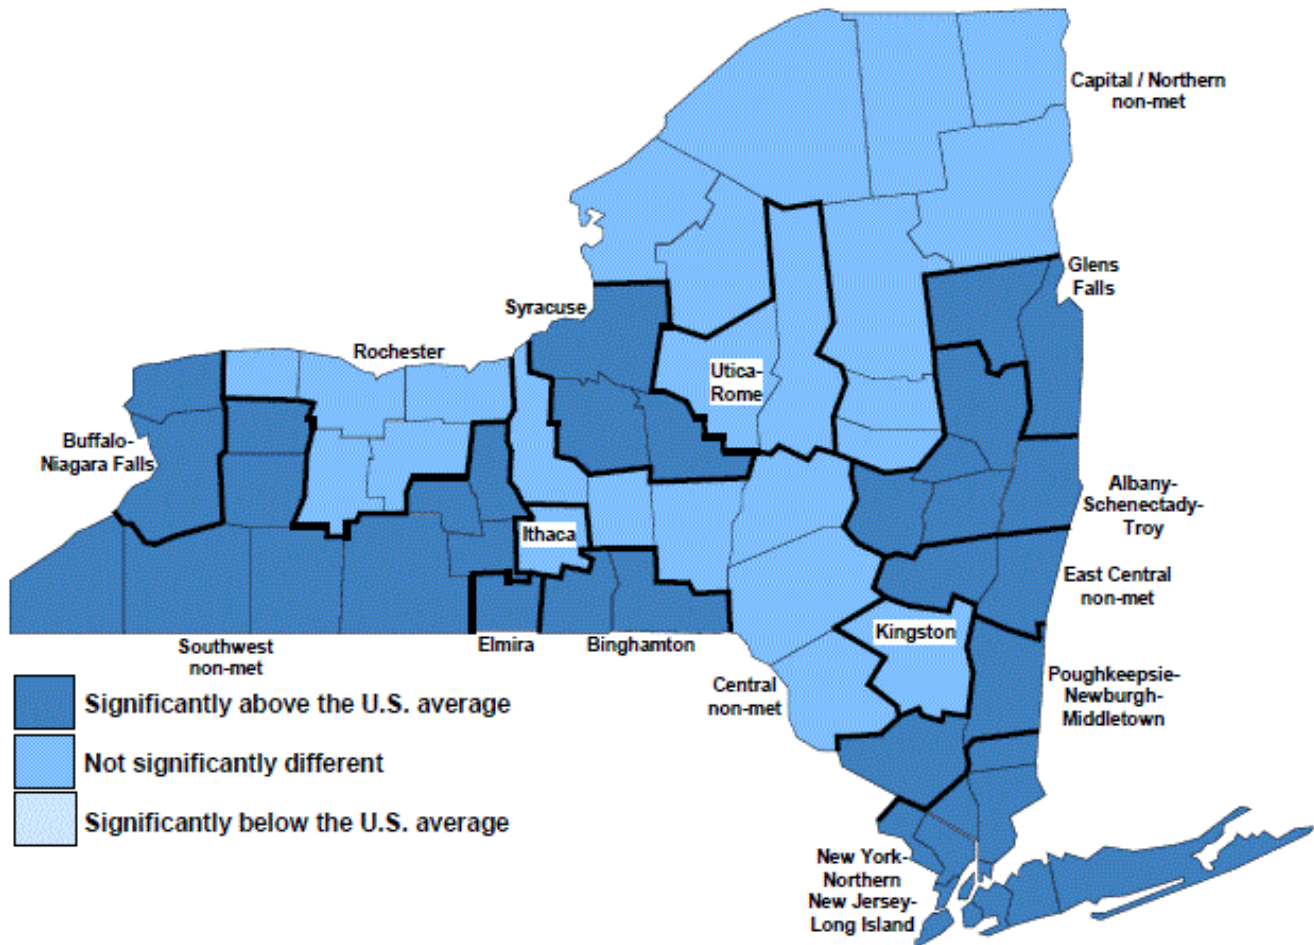 Capital / Northern
non-met
Glens
Falls
Syracuse
Rochester
Utica-
Rome
Buffalo-
Niagara Falls
Albany-
Schenectady-
Troy
Ithaca
East Central
non-met
Kingston
Southwest
non-met
Elmira
Binghamton
Central
non-met
Poughkeepsie-
Newburgh-
Middletown
Significantly above the U.S. average
Not significantly different
Significantly below the U.S. average
New York-
Northern
New Jersey-
Long Island